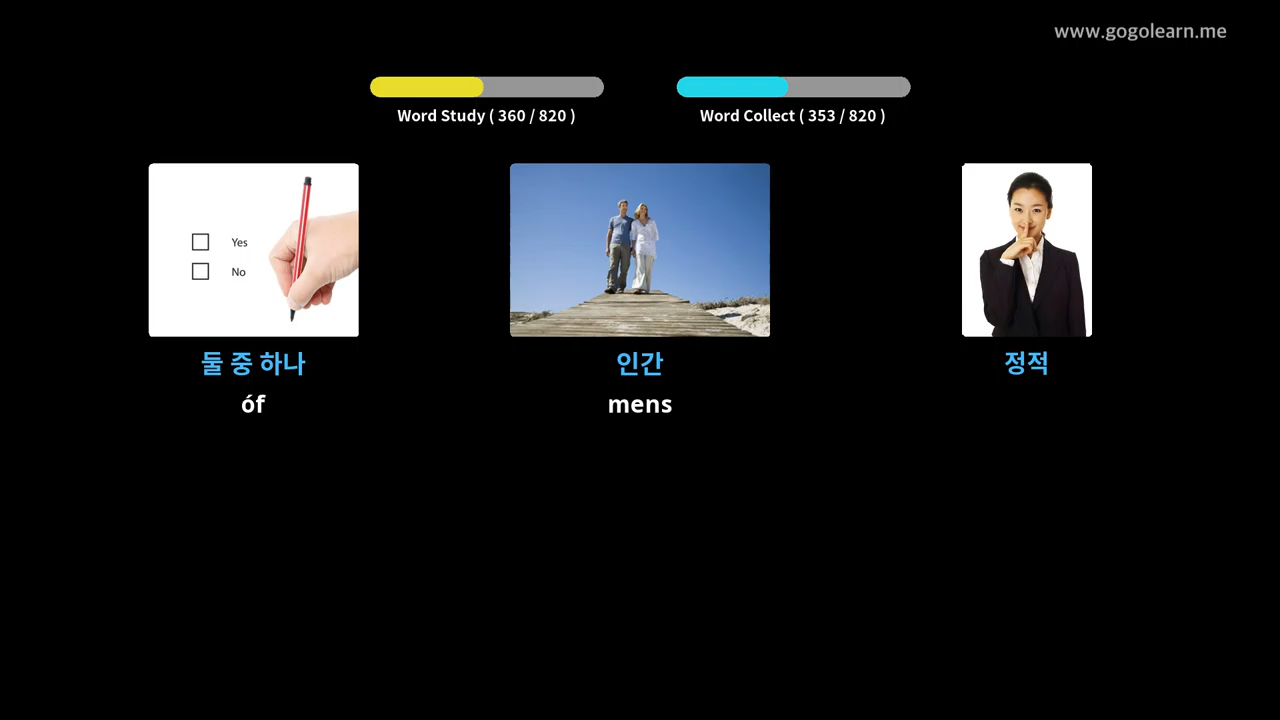 www.gogolearn.me
Word Study ( 360 / 820 )
Word Collect ( 353 / 820 )
Yes
No
둘 중 하나
óf
인간
mens
정적